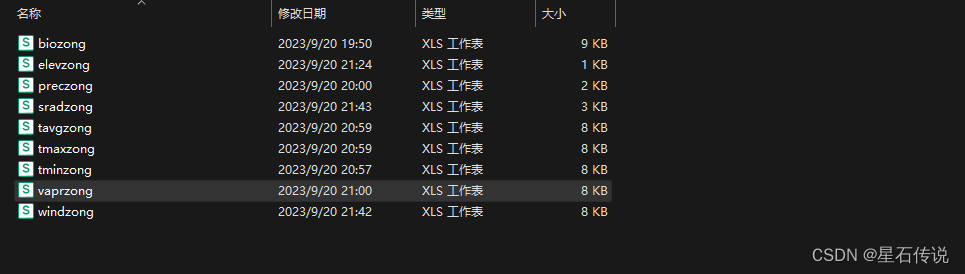 名称 修改日期 类型 大小
biozong 2023/9/20 19:50 XLS 工作表 9 KB
elevzong 2023/9/20 21:24 XLS 工作表 1 KB
preczong 2023/9/20 20:00 XLS 工作表 2 KB
sradzong 2023/9/20 21:43 XLS 工作表 3 KB
tavgzong 2023/9/20 20:59 XLS 工作表 8 KB
tmaxzong 2023/9/20 20:59 XLS 工作表 8 KB
tminzong 2023/9/20 20:57 XLS 工作表 8 KB
vaprzong 2023/9/20 21:00 XLS 工作表 8 KB
windzong 2023/9/20 21:42 XLS 工作表 8 KB
CSDN @星石传说